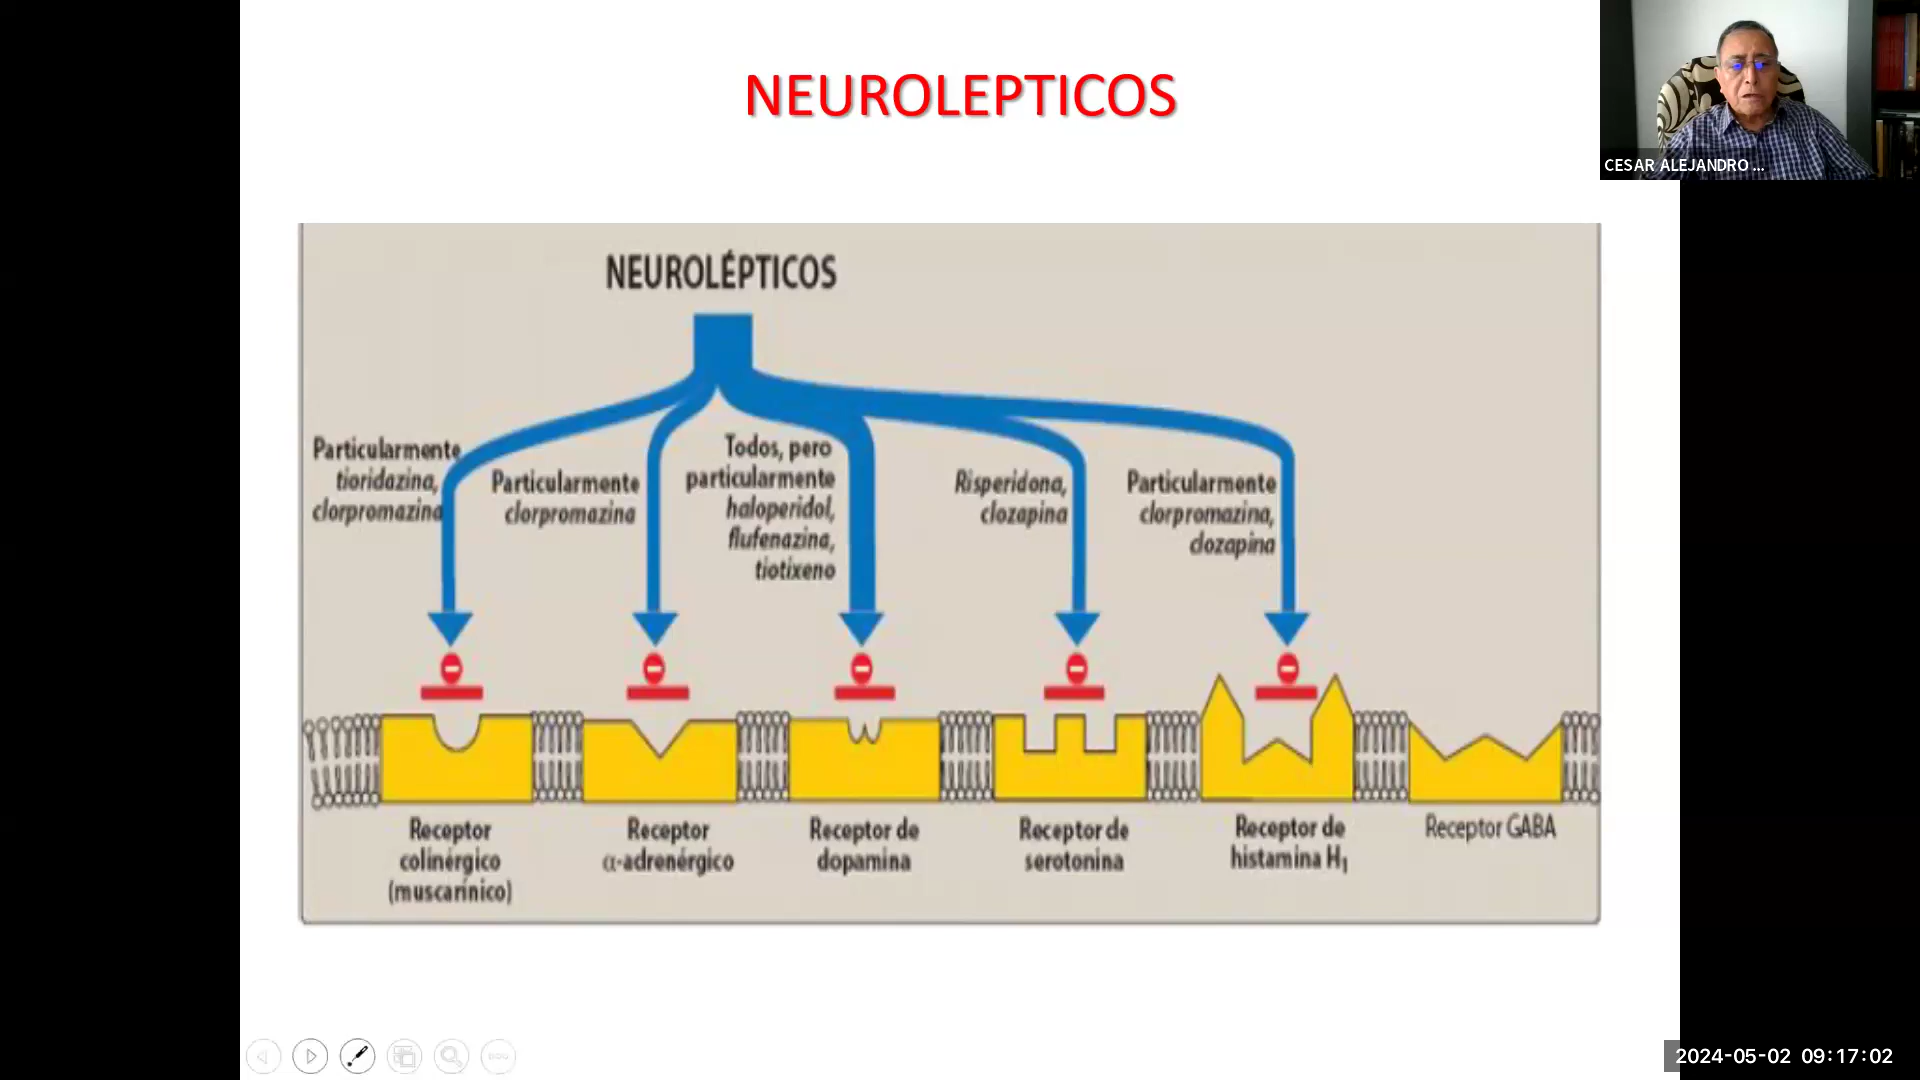 NEUROLEPTICOS
CESAR ALEJANDRO ...
NEUROLÉPTICOS
Particularmente
tioridazina,
clorpromazina
Particularmente
clorpromazina
Todos, pero
particularmente
haloperidol,
flufenazina,
tiotixeno
Risperidona,
clozapina
Particularmente
clorpromazina,
clozapina
Receptor
colinérgico
(muscarínico)
Receptor
α-adrenérgico
Receptor de
dopamina
Receptor de
serotonina
Receptor de
histamina H₁
Receptor GABA
2024-05-02 09:17:02